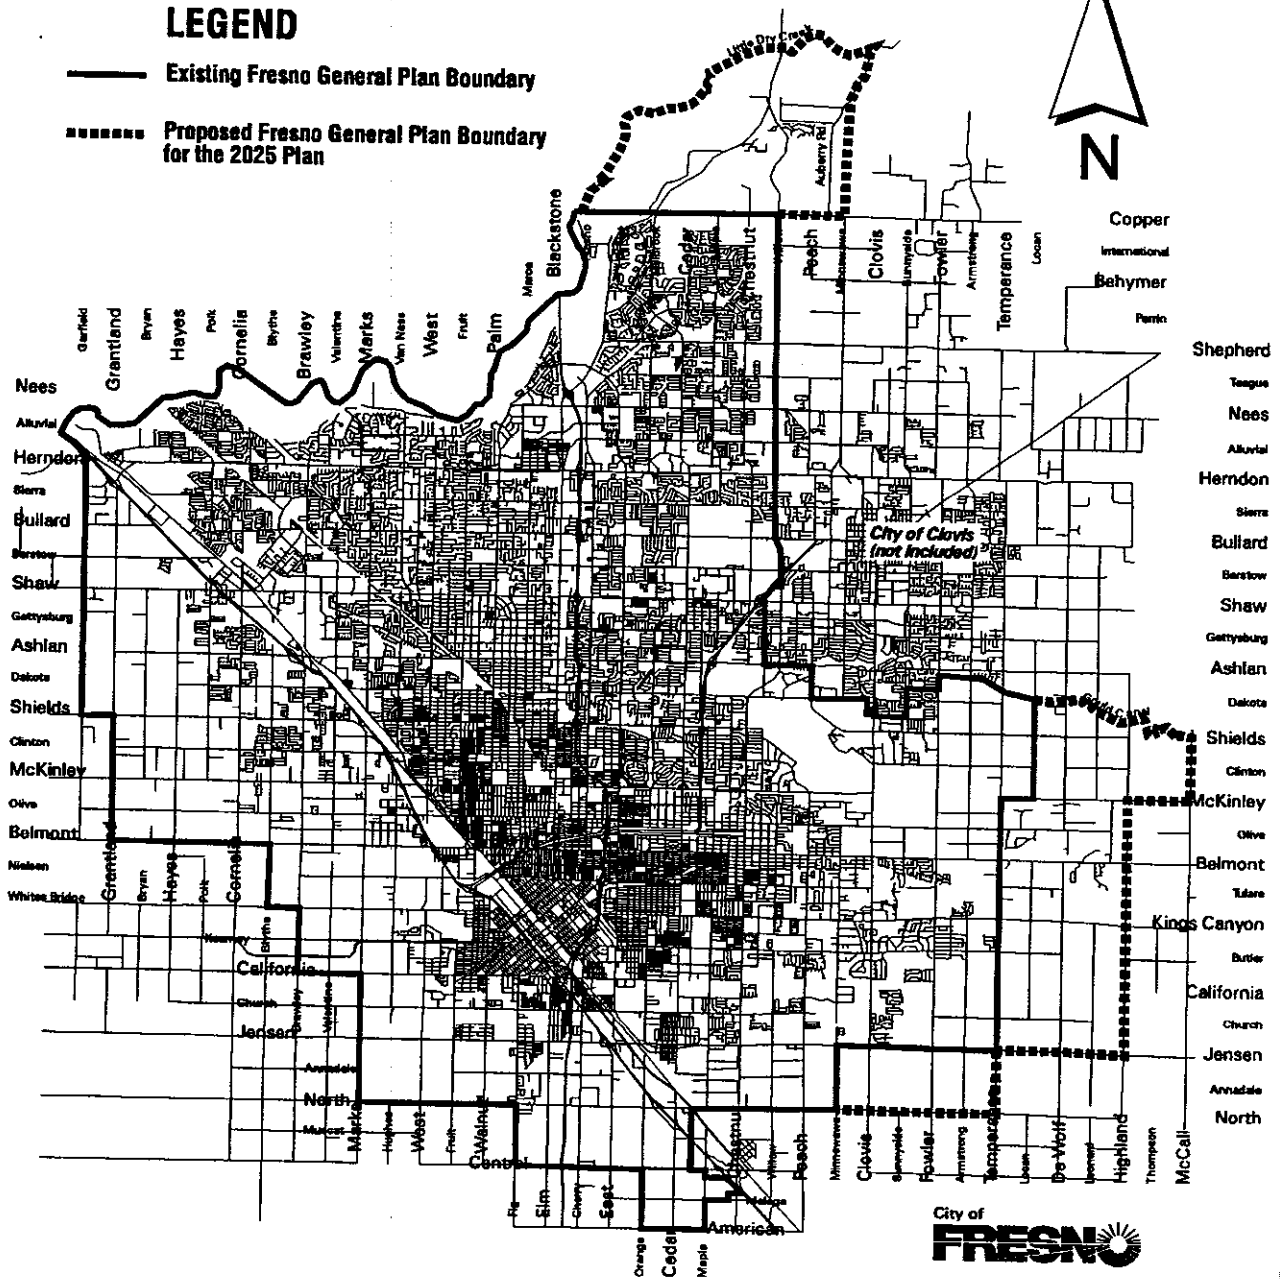 LEGEND
Existing Fresno General Plan Boundary
Proposed Fresno General Plan Boundary
for the 2025 Plan
Little Dry Creek
N
Auberry Rd
Blackstone
Copper
International
Behymer
Perrin
Maroa
Cedar
Chestnut
Peach
Minnewawa
Clovis
Sunnyside
Fowler
Armstrong
Temperance
Locan
Garfield
Grantland
Bryan
Hayes
Polk
Cornelia
Blythe
Brawley
Valentine
Marks
Van Ness
West
Fruit
Palm
Shepherd
Teague
Nees
Alluvial
Herndon
Sierra
Bullard
Barstow
Shaw
Gettysburg
Ashlan
Dakota
Shields
Clinton
McKinley
Olive
Belmont
Tulare
Kings Canyon
Butler
California
Church
Jensen
Annadale
North
Nees
Alluvial
Herndon
Sierra
Bullard
Barstow
Shaw
Gettysburg
Ashlan
Dakota
Shields
Clinton
McKinley
Olive
Belmont
Nielsen
Whites Bridge
City of Clovis
(not included)
Grantland
Bryan
Hayes
Polk
Cornelia
Blythe
Kearney
California
Church
Brawley
Valentine
Jensen
Annadale
North
Muscat
Marks
Hughes
West
Fruit
Walnut
Central
Fig
Elm
Cherry
East
Orange
Cedar
Maple
American
Malaga
Chestnut
Willow
Peach
Minnewawa
Clovis
Sunnyside
Fowler
Armstrong
Temperance
Locan
De Wolf
Leonard
Highland
Thompson
McCall
City of
FRESNO